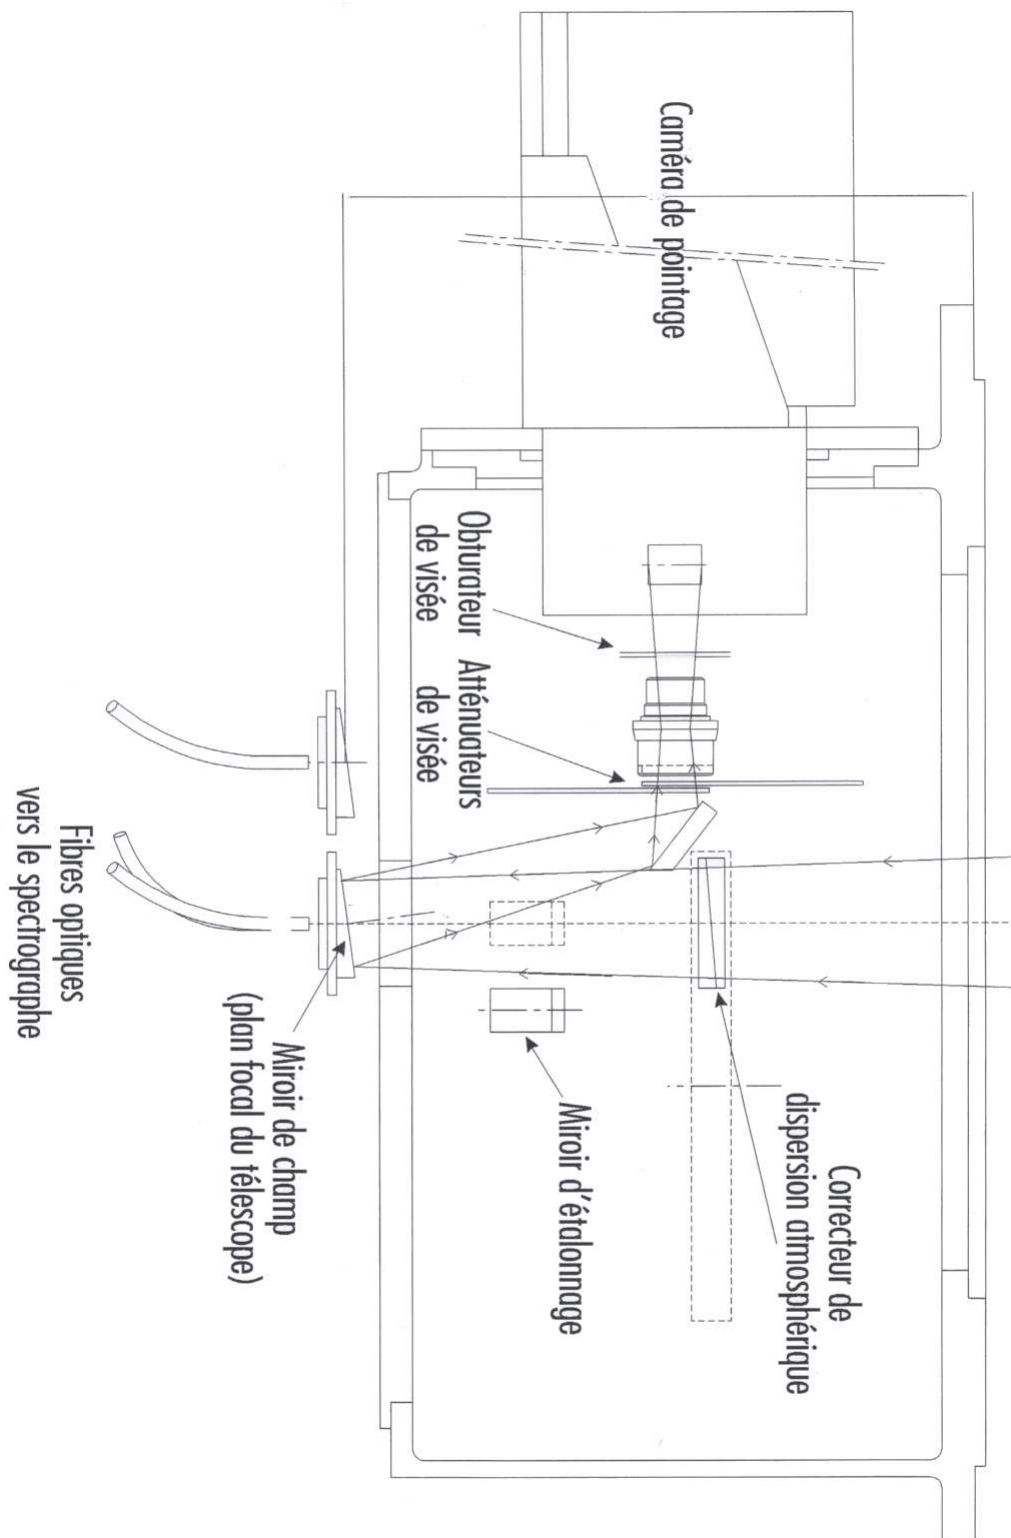 Caméra de pointage
Obturateur
de visée
Atténuateurs
de visée
Correcteur de
dispersion atmosphérique
Miroir d'étalonnage
Miroir de champ
(plan focal du télescope)
Fibres optiques
vers le spectrographe